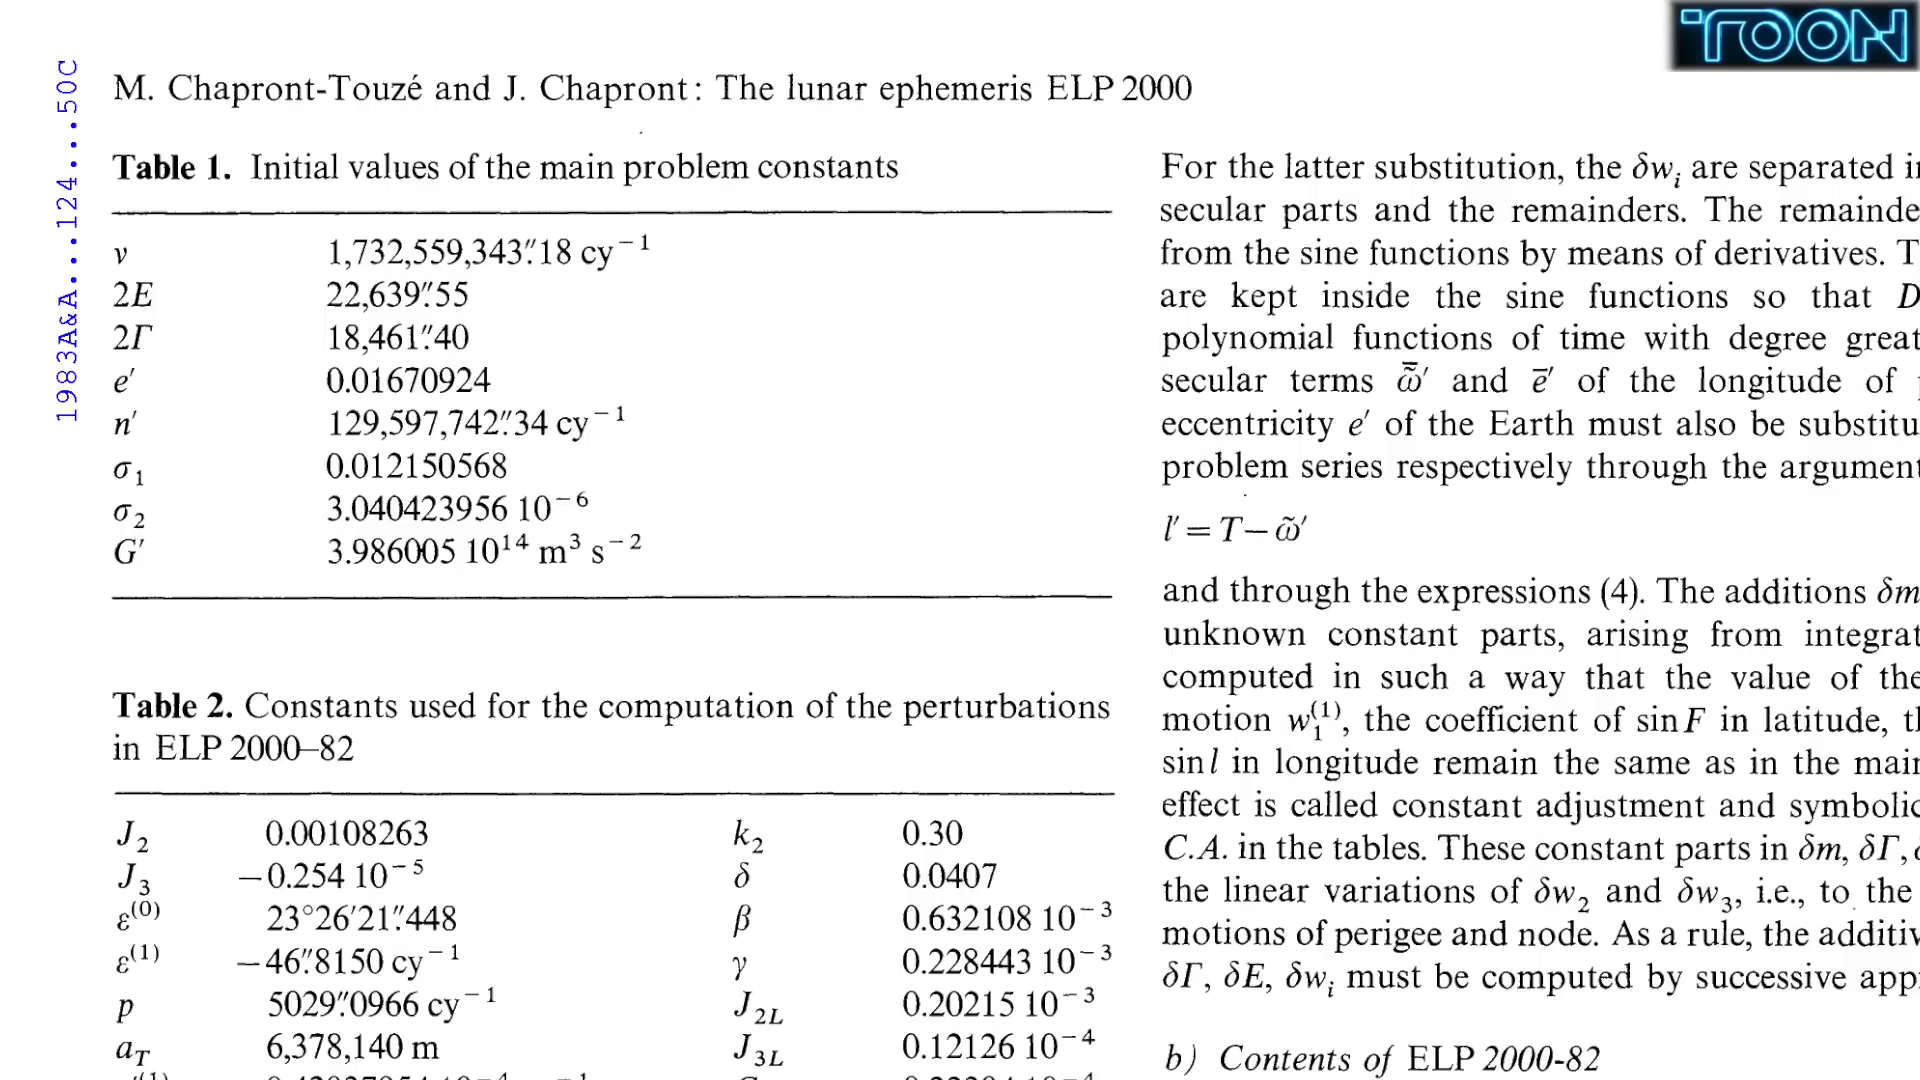 TOON
1983A&A...124...50C
M. Chapront-Touzé and J. Chapront: The lunar ephemeris ELP 2000
Table 1. Initial values of the main problem constants
ν 1,732,559,343".18 cy⁻¹
2E 22,639".55
2Γ 18,461".40
e′ 0.01670924
n′ 129,597,742".34 cy⁻¹
σ₁ 0.012150568
σ₂ 3.040423956 10⁻⁶
G′ 3.986005 10¹⁴ m³ s⁻²
Table 2. Constants used for the computation of the perturbations
in ELP 2000–82
J₂ 0.00108263 k₂ 0.30
J₃ −0.254 10⁻⁵ δ 0.0407
ε⁽⁰⁾ 23°26′21".448 β 0.632108 10⁻³
ε⁽¹⁾ −46".8150 cy⁻¹ γ 0.228443 10⁻³
p 5029".0966 cy⁻¹ J₂L 0.20215 10⁻³
a_T 6,378,140 m J₃L 0.12126 10⁻⁴
For the latter substitution, the δwᵢ are separated
secular parts and the remainders. The
from the sine functions by means of derivatives.
are kept inside the sine functions so that D
polynomial functions of time with degree
secular terms ω̃̄′ and ē′ of the longitude of
eccentricity e′ of the Earth must also be
problem series respectively through the
l′ = T − ω̃′
and through the expressions (4). The additions δm
unknown constant parts, arising from
computed in such a way that the value of the
motion w₁⁽¹⁾, the coefficient of sin F in latitude,
sin l in longitude remain the same as in the
effect is called constant adjustment and
C.A. in the tables. These constant parts in δm, δΓ,
the linear variations of δw₂ and δw₃, i.e., to the
motions of perigee and node. As a rule, the
δΓ, δE, δwᵢ must be computed by successive
b) Contents of ELP 2000-82